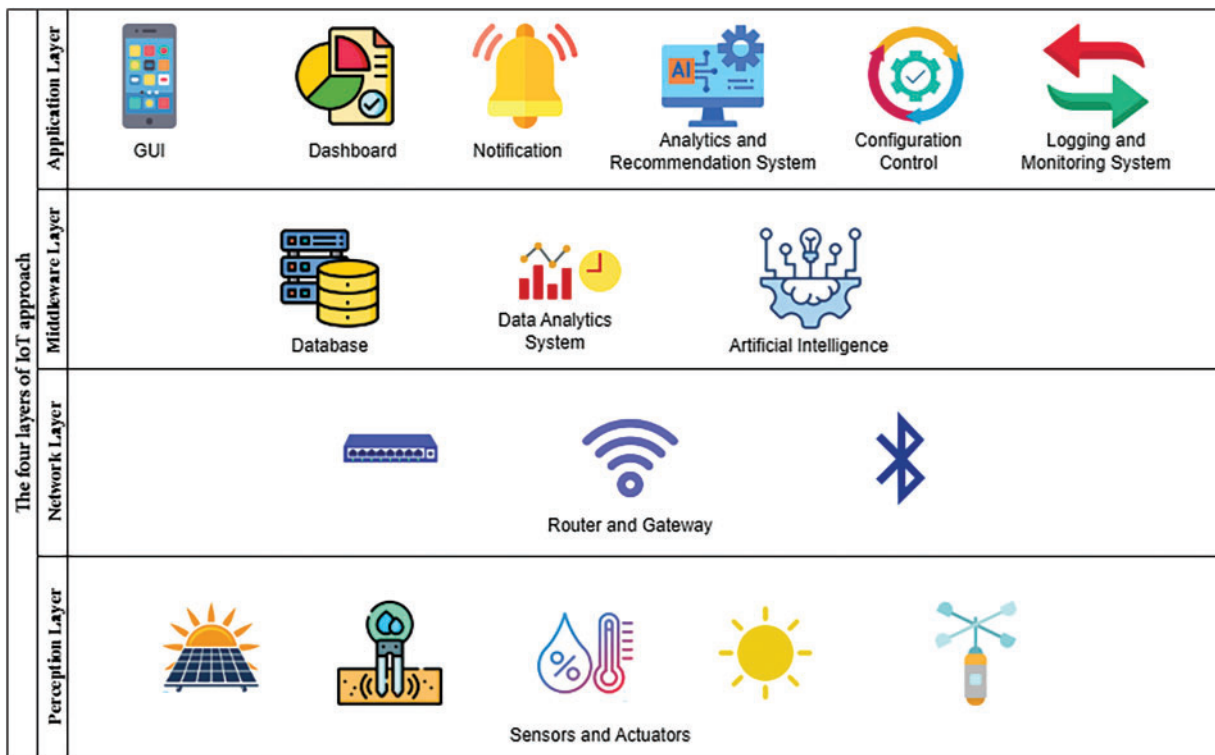 The four layers of IoT approach
Application Layer
GUI
Dashboard
Notification
AI
Analytics and
Recommendation System
Configuration
Control
Logging and
Monitoring System
Middleware Layer
Database
Data Analytics
System
Artificial Intelligence
Network Layer
Router and Gateway
Perception Layer
%
Sensors and Actuators